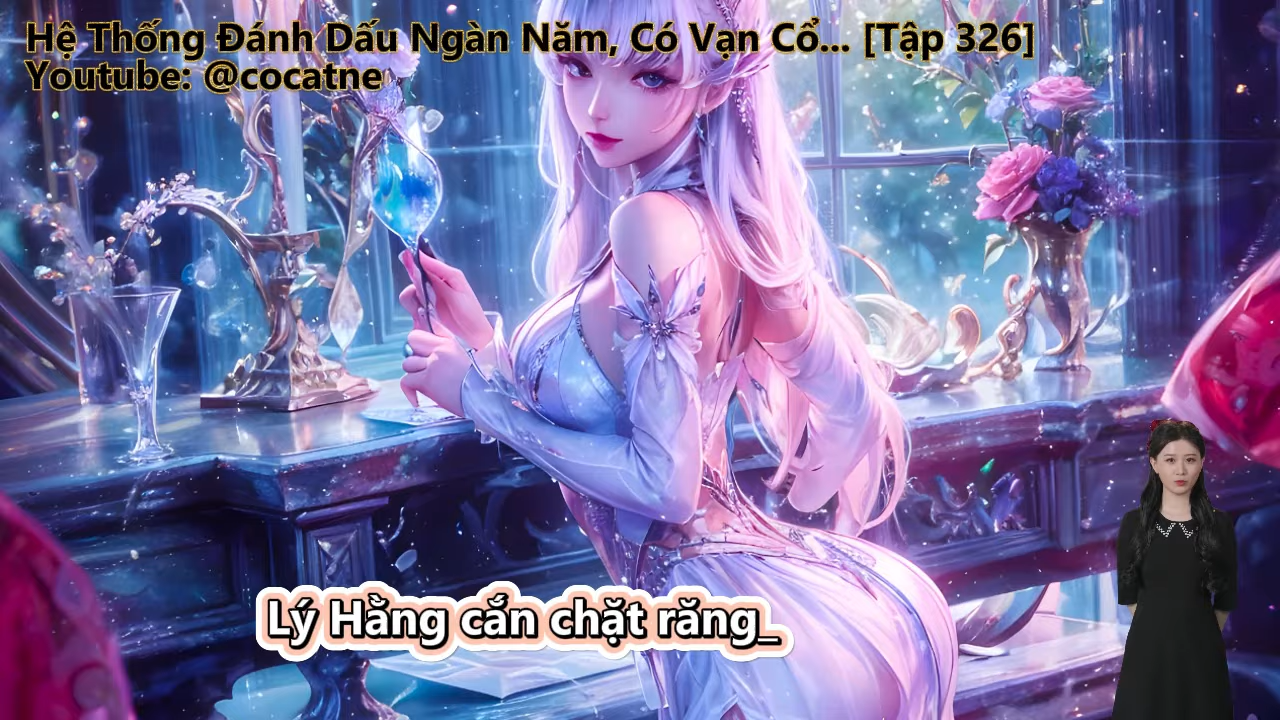 Hệ Thống Đánh Dấu Ngàn Năm, Có Vạn Cổ... [Tập 326]
Youtube: @cocatne
Lý Hằng cắn chặt răng_